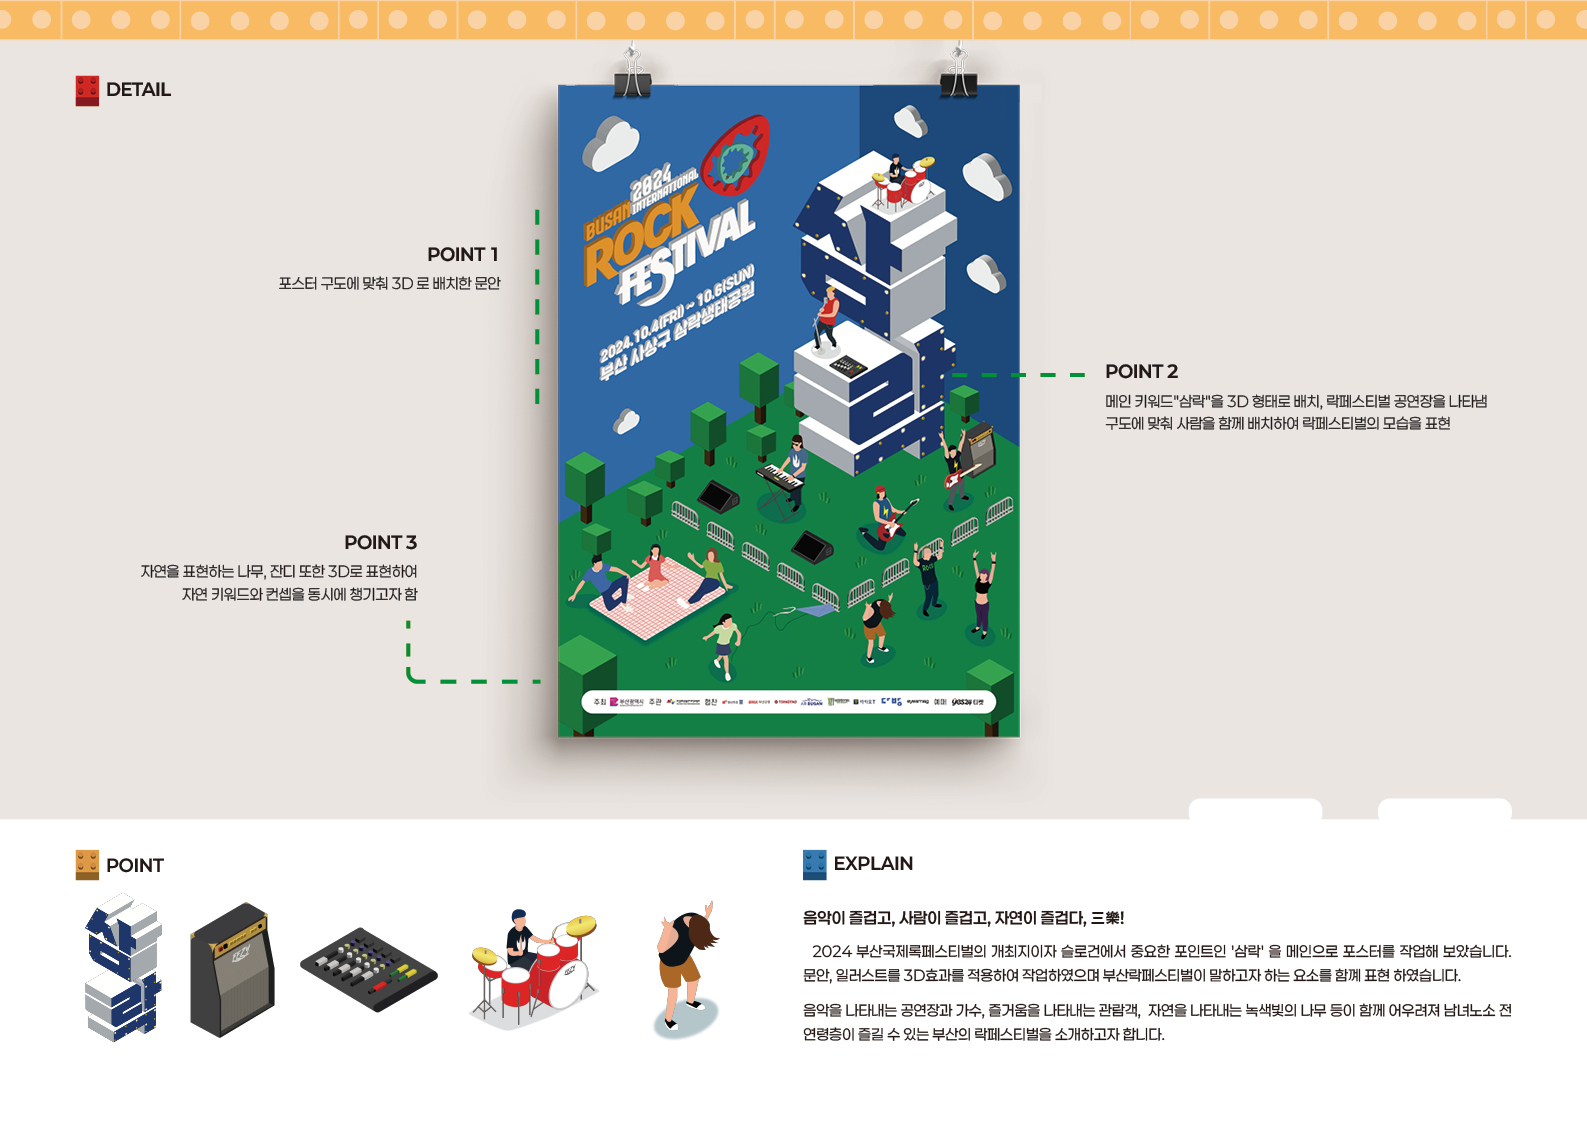 DETAIL
POINT 1
포스터 구도에 맞춰 3D 로 배치한 문안
2024
BUSAN INTERNATIONAL
ROCK
FESTIVAL
2024.10.4(FRI) ~ 10.6(SUN)
부산 사상구 삼락생태공원
삼락
POINT 2
메인 키워드"삼락"을 3D 형태로 배치, 락페스티벌 공연장을 나타냄
구도에 맞춰 사람을 함께 배치하여 락페스티벌의 모습을 표현
POINT 3
자연을 표현하는 나무, 잔디 또한 3D로 표현하여
자연 키워드와 컨셉을 동시에 챙기고자 함
주최 부산광역시 주관 협찬 예매 yes24 티켓
POINT
삼락
EXPLAIN
음악이 즐겁고, 사람이 즐겁고, 자연이 즐겁다, 三樂!
2024 부산국제록페스티벌의 개최지이자 슬로건에서 중요한 포인트인 '삼락' 을 메인으로 포스터를 작업해 보았습니다.
문안, 일러스트를 3D효과를 적용하여 작업하였으며 부산락페스티벌이 말하고자 하는 요소를 함께 표현 하였습니다.
음악을 나타내는 공연장과 가수, 즐거움을 나타내는 관람객, 자연을 나타내는 녹색빛의 나무 등이 함께 어우려져 남녀노소 전
연령층이 즐길 수 있는 부산의 락페스티벌을 소개하고자 합니다.